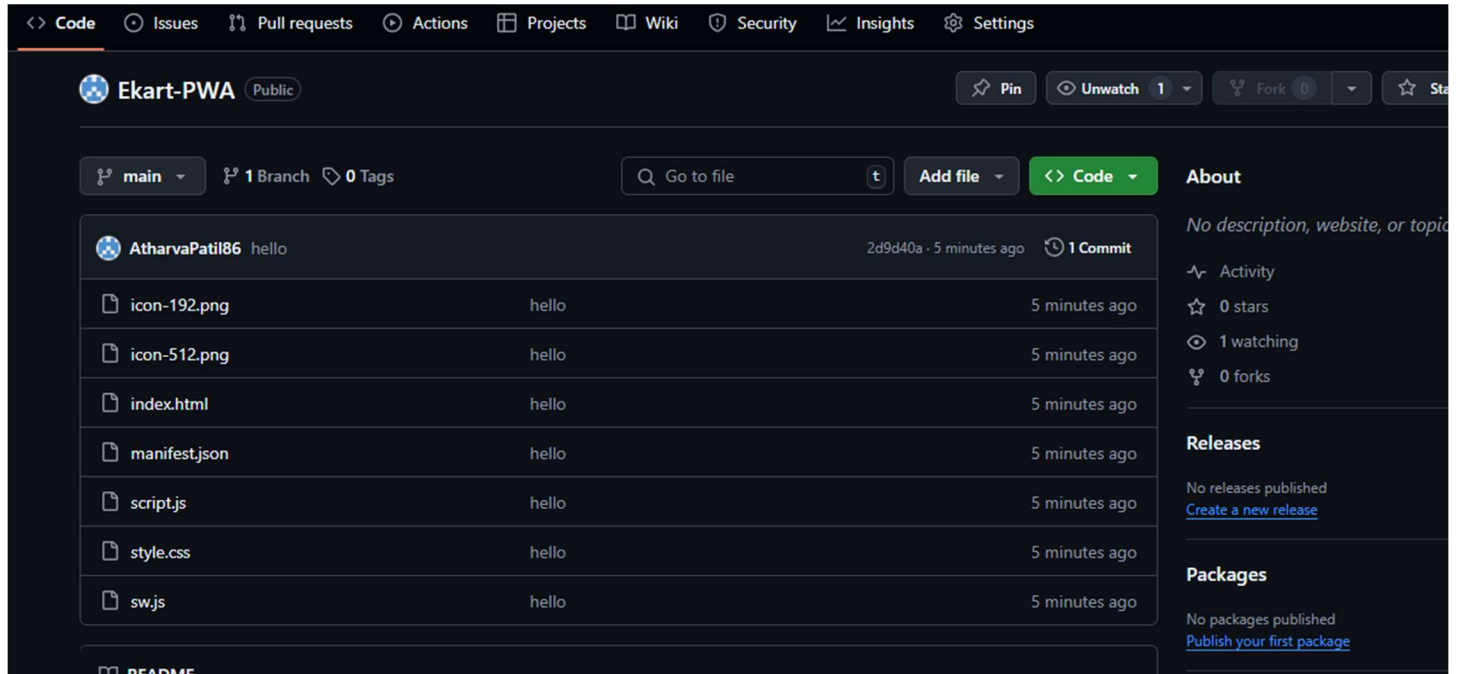 <> Code Issues Pull requests Actions Projects Wiki Security Insights Settings
Ekart-PWA Public Pin Unwatch 1 Fork 0 Sta
main 1 Branch 0 Tags Go to file t Add file <> Code
AtharvaPatil86 hello 2d9d40a · 5 minutes ago 1 Commit
icon-192.png hello 5 minutes ago
icon-512.png hello 5 minutes ago
index.html hello 5 minutes ago
manifest.json hello 5 minutes ago
script.js hello 5 minutes ago
style.css hello 5 minutes ago
sw.js hello 5 minutes ago
README
About
No description, website, or topic
Activity
0 stars
1 watching
0 forks
Releases
No releases published
Create a new release
Packages
No packages published
Publish your first package